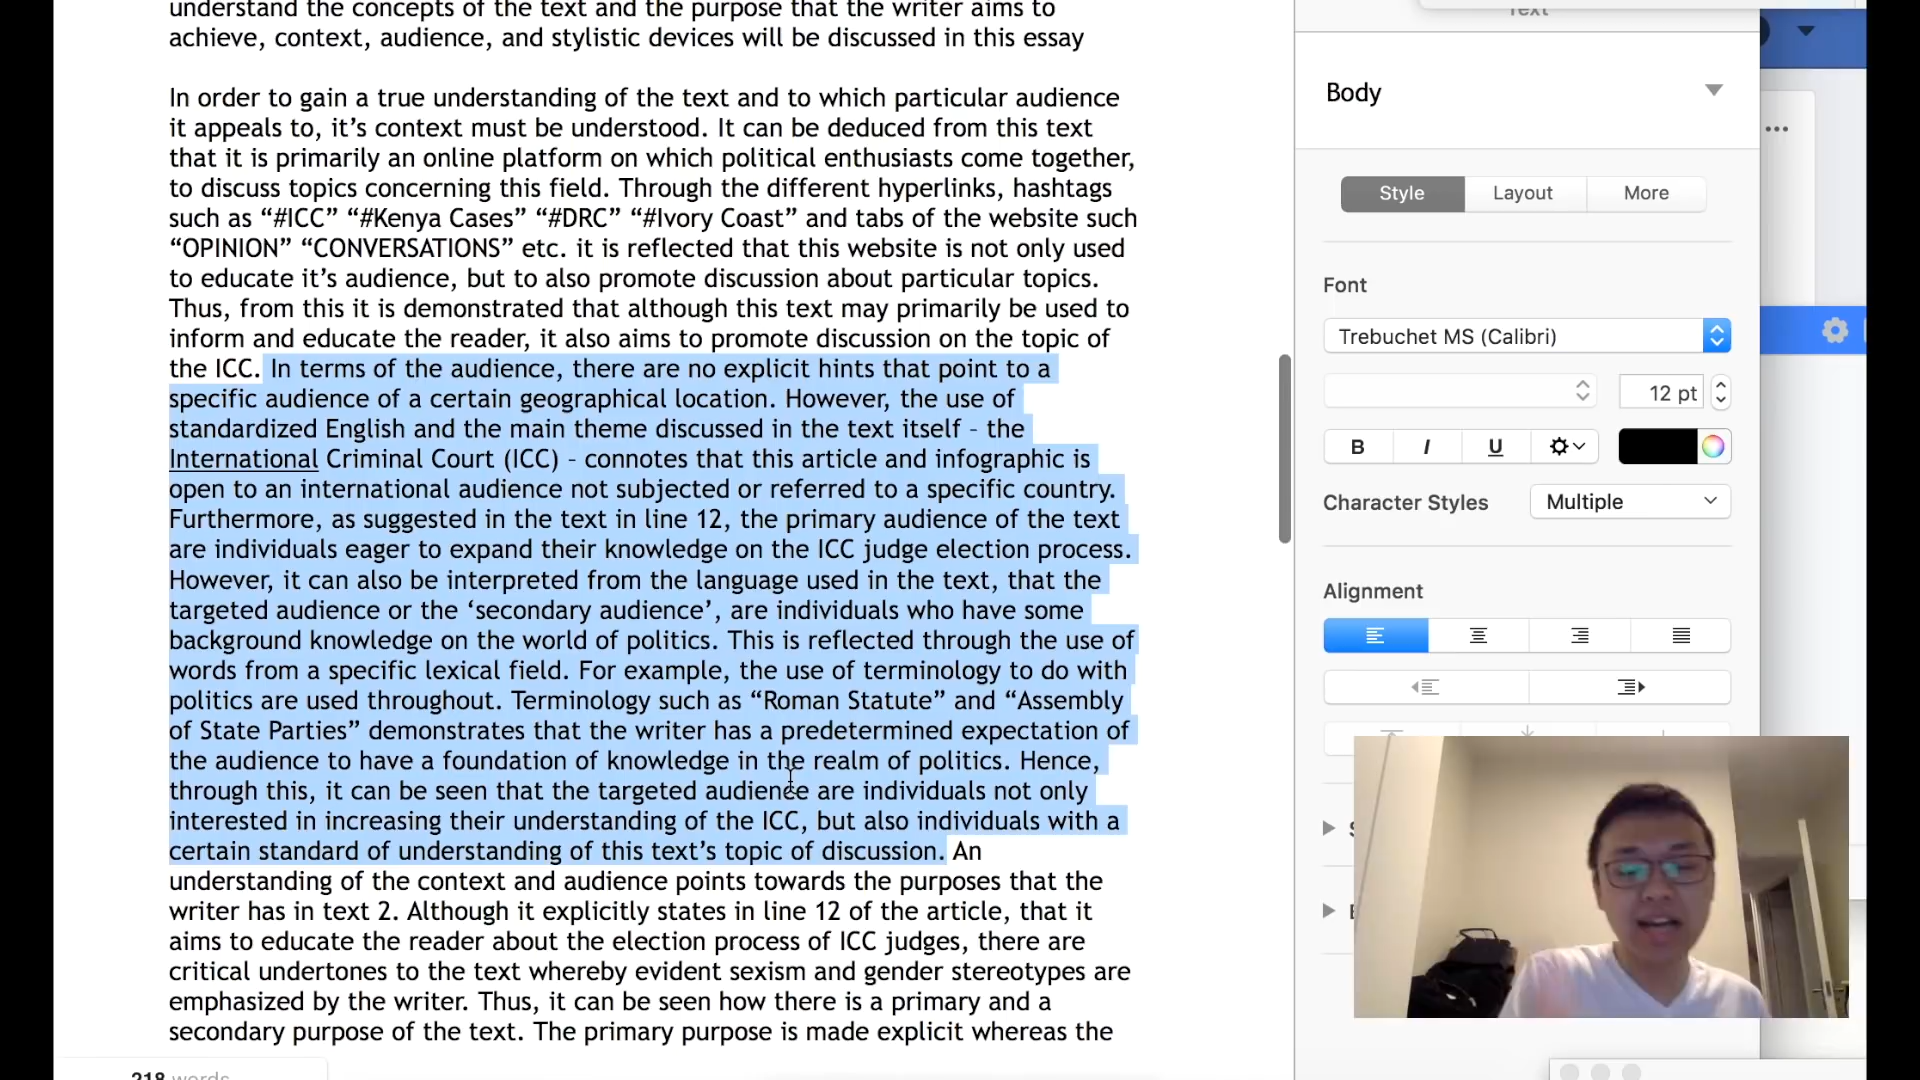 understand the concepts of the text and the purpose that the writer aims to
achieve, context, audience, and stylistic devices will be discussed in this essay
In order to gain a true understanding of the text and to which particular audience
it appeals to, it’s context must be understood. It can be deduced from this text
that it is primarily an online platform on which political enthusiasts come together,
to discuss topics concerning this field. Through the different hyperlinks, hashtags
such as “#ICC” “#Kenya Cases” “#DRC” “#Ivory Coast” and tabs of the website such
“OPINION” “CONVERSATIONS” etc. it is reflected that this website is not only used
to educate it’s audience, but to also promote discussion about particular topics.
Thus, from this it is demonstrated that although this text may primarily be used to
inform and educate the reader, it also aims to promote discussion on the topic of
the ICC. In terms of the audience, there are no explicit hints that point to a
specific audience of a certain geographical location. However, the use of
standardized English and the main theme discussed in the text itself - the
International Criminal Court (ICC) - connotes that this article and infographic is
open to an international audience not subjected or referred to a specific country.
Furthermore, as suggested in the text in line 12, the primary audience of the text
are individuals eager to expand their knowledge on the ICC judge election process.
However, it can also be interpreted from the language used in the text, that the
targeted audience or the ‘secondary audience’, are individuals who have some
background knowledge on the world of politics. This is reflected through the use of
words from a specific lexical field. For example, the use of terminology to do with
politics are used throughout. Terminology such as “Roman Statute” and “Assembly
of State Parties” demonstrates that the writer has a predetermined expectation of
the audience to have a foundation of knowledge in the realm of politics. Hence,
through this, it can be seen that the targeted audience are individuals not only
interested in increasing their understanding of the ICC, but also individuals with a
certain standard of understanding of this text’s topic of discussion. An
understanding of the context and audience points towards the purposes that the
writer has in text 2. Although it explicitly states in line 12 of the article, that it
aims to educate the reader about the election process of ICC judges, there are
critical undertones to the text whereby evident sexism and gender stereotypes are
emphasized by the writer. Thus, it can be seen how there is a primary and a
secondary purpose of the text. The primary purpose is made explicit whereas the
218 words
Text
Body
Style Layout More
Font
Trebuchet MS (Calibri)
12 pt
B I U
Character Styles Multiple
Alignment